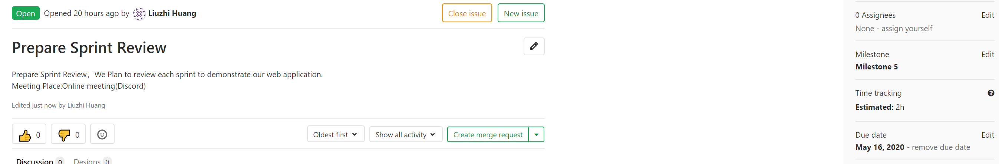 Open Opened 20 hours ago by Liuzhi Huang Close issue New issue
Prepare Sprint Review
Prepare Sprint Review，We Plan to review each sprint to demonstrate our web application.
Meeting Place:Online meeting(Discord)
Edited just now by Liuzhi Huang
0 0 Oldest first Show all activity Create merge request
Discussion 0 Designs 0
0 Assignees Edit
None - assign yourself
Milestone Edit
Milestone 5
Time tracking
Estimated: 2h
Due date Edit
May 16, 2020 - remove due date